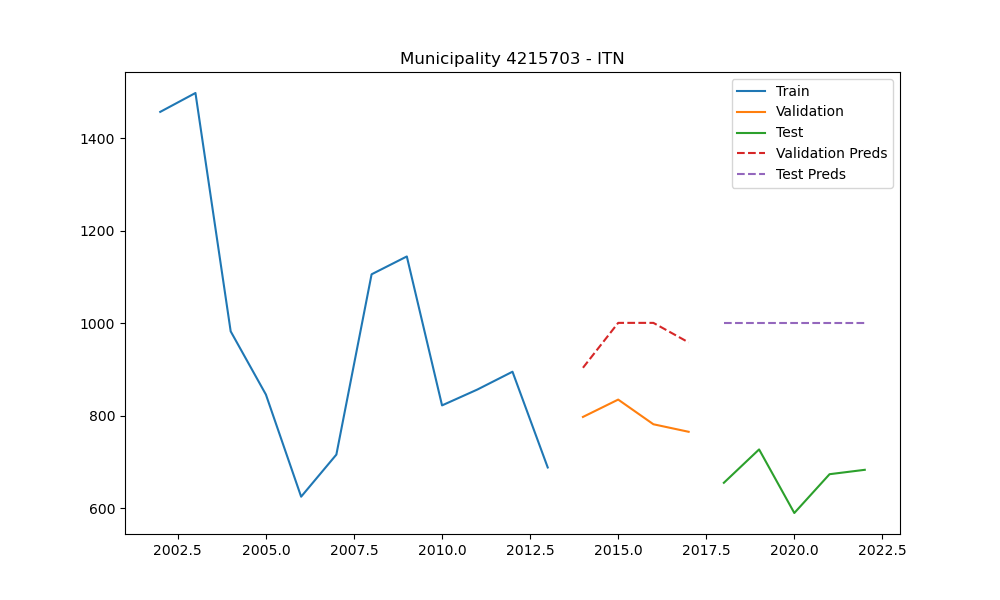 Municipality 4215703 - ITN
Train
Validation
Test
Validation Preds
Test Preds
1400
1200
1000
800
600
2002.5 2005.0 2007.5 2010.0 2012.5 2015.0 2017.5 2020.0 2022.5